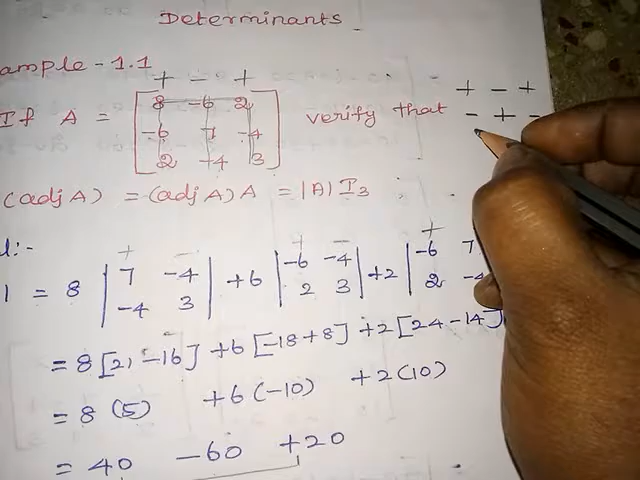 Determinants
ample - 1.1
+ - +
If A = [ 8 -6 2 verify that + - +
-6 7 -4 - + -
2 -4 3 ]
(adj A) = (adj A) A = |A| I₃
l:-
+ - + - +
1 = 8 | 7 -4 | +6 | -6 -4 | +2 | -6 7
-4 3 2 3 2 -4
= 8 [21 -16] +6 [-18+8] +2 [24 -14]
= 8 (5) +6 (-10) +2 (10)
= 40 -60 +20